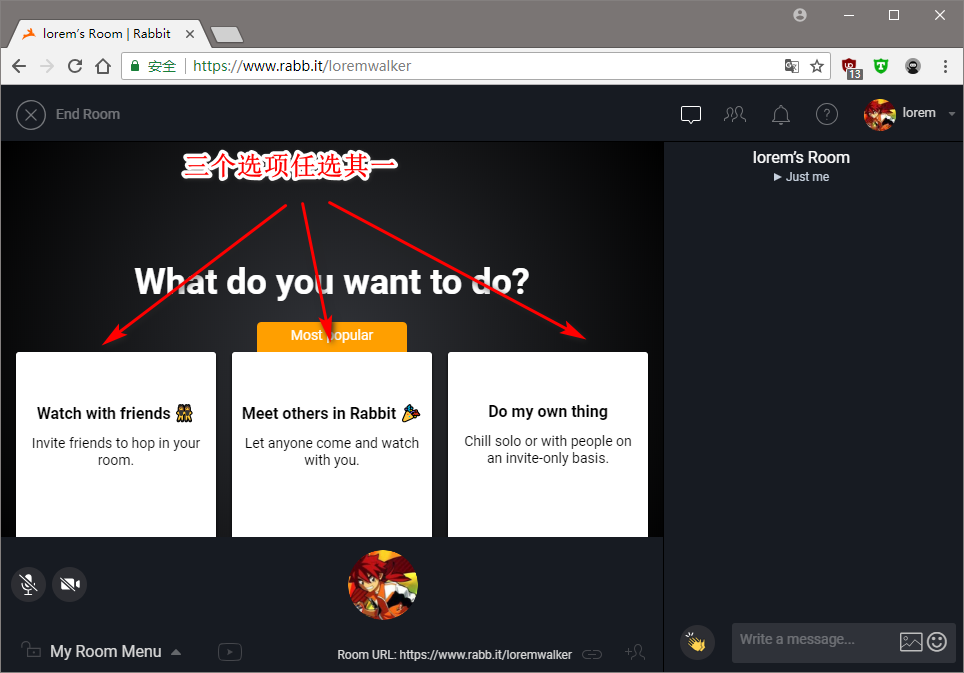 lorem's Room | Rabbit
安全
https://www.rabb.it/loremwalker
13
End Room
lorem
三个选项任选其一
What do you want to do?
Most popular
Watch with friends
Invite friends to hop in your
room.
Meet others in Rabbit
Let anyone come and watch
with you.
Do my own thing
Chill solo or with people on
an invite-only basis.
lorem's Room
Just me
My Room Menu
Room URL: https://www.rabb.it/loremwalker
Write a message...